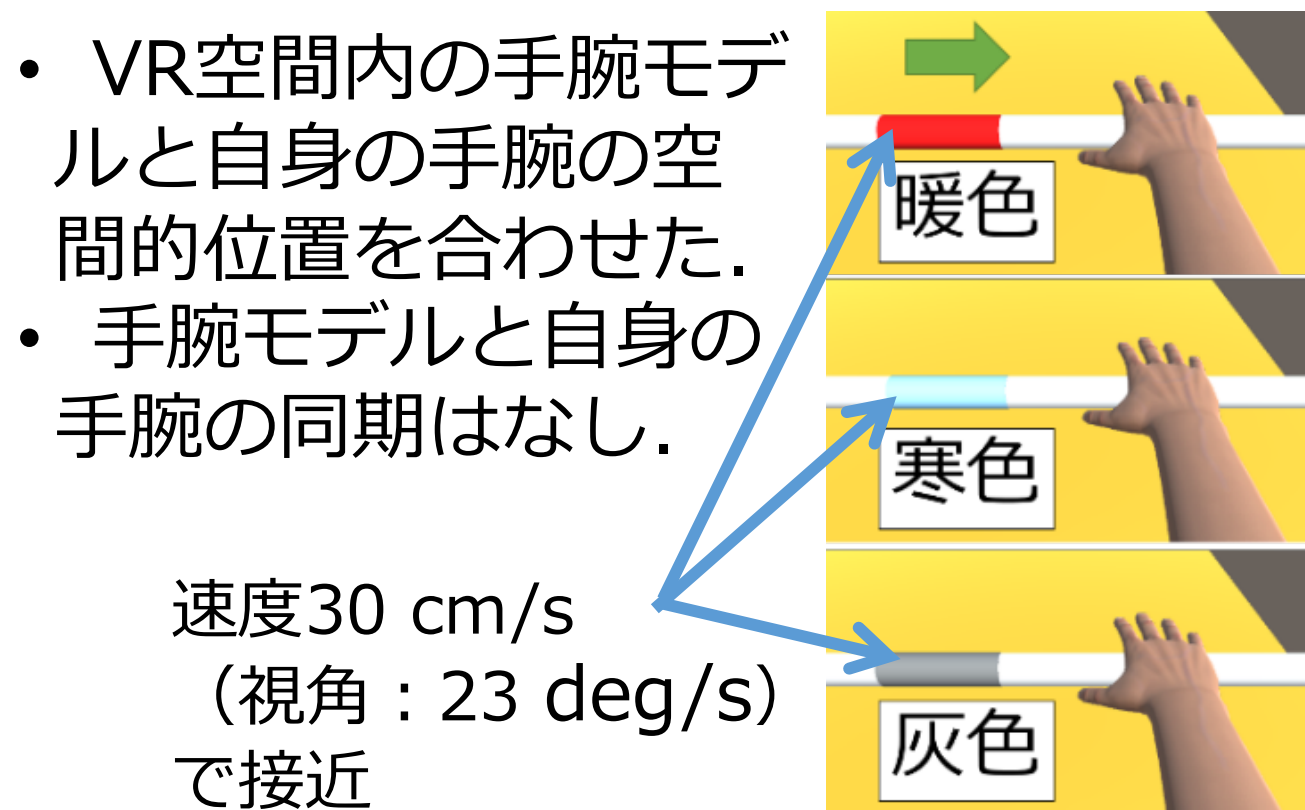 • VR空間内の手腕モデ
ルと自身の手腕の空
間的位置を合わせた.
• 手腕モデルと自身の
手腕の同期はなし.
速度30 cm/s
（視角：23 deg/s）
で接近
暖色
寒色
灰色